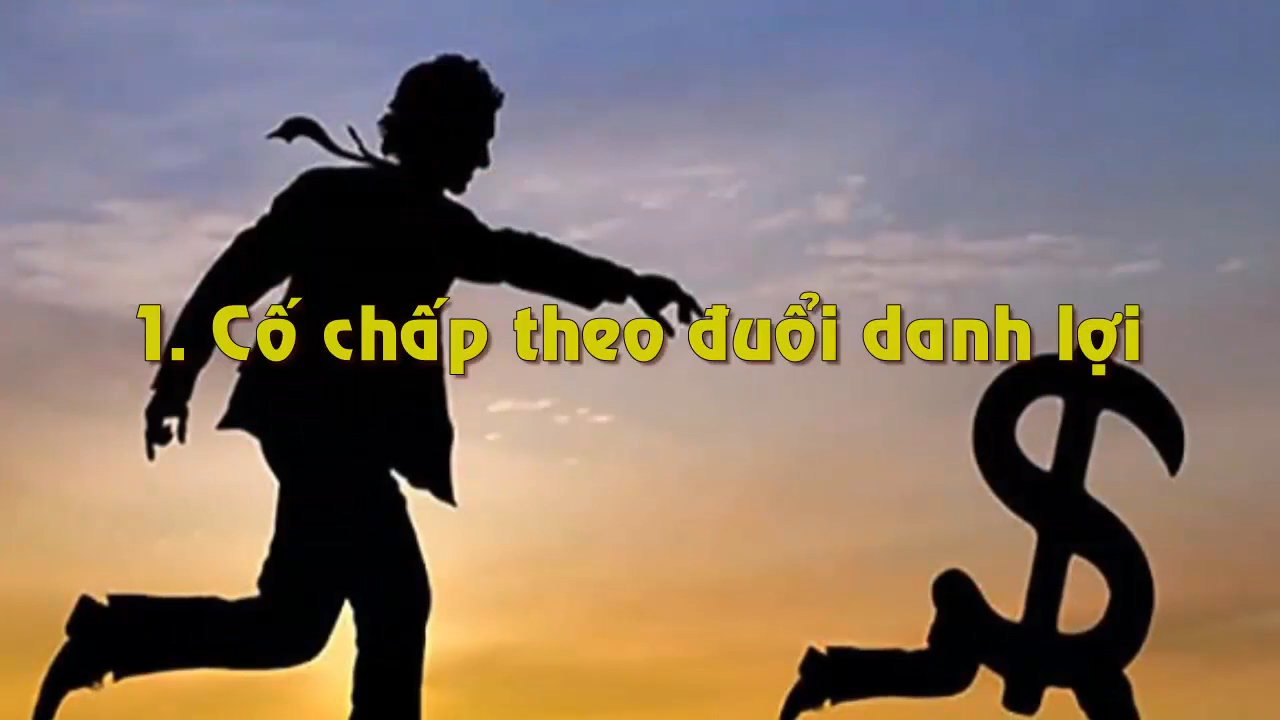 1. Cố chấp theo đuổi danh lợi